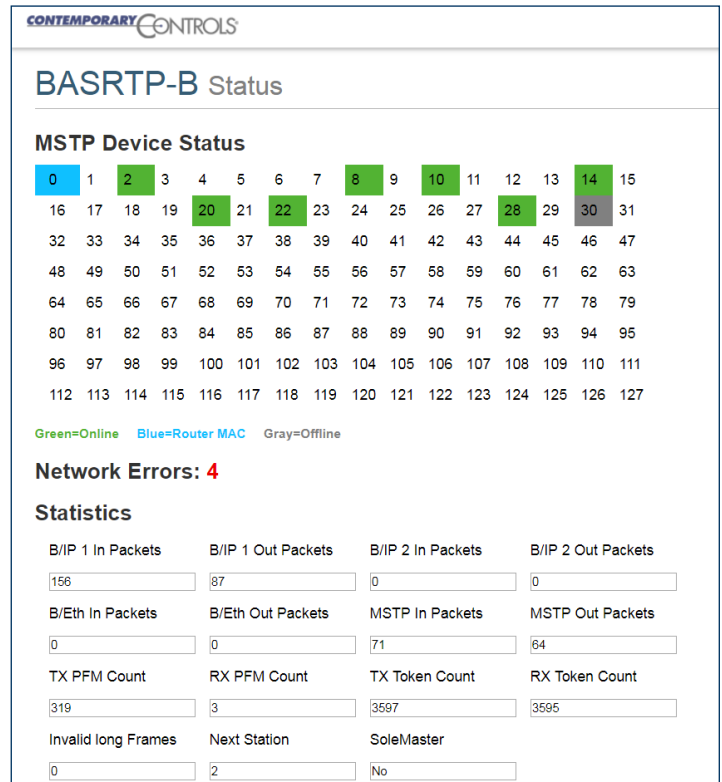 CONTEMPORARY CONTROLS®
BASRTP-B Status
MSTP Device Status
0 1 2 3 4 5 6 7 8 9 10 11 12 13 14 15
16 17 18 19 20 21 22 23 24 25 26 27 28 29 30 31
32 33 34 35 36 37 38 39 40 41 42 43 44 45 46 47
48 49 50 51 52 53 54 55 56 57 58 59 60 61 62 63
64 65 66 67 68 69 70 71 72 73 74 75 76 77 78 79
80 81 82 83 84 85 86 87 88 89 90 91 92 93 94 95
96 97 98 99 100 101 102 103 104 105 106 107 108 109 110 111
112 113 114 115 116 117 118 119 120 121 122 123 124 125 126 127
Green=Online Blue=Router MAC Gray=Offline
Network Errors: 4
Statistics
B/IP 1 In Packets B/IP 1 Out Packets B/IP 2 In Packets B/IP 2 Out Packets
156 87 0 0
B/Eth In Packets B/Eth Out Packets MSTP In Packets MSTP Out Packets
0 0 71 64
TX PFM Count RX PFM Count TX Token Count RX Token Count
319 3 3597 3595
Invalid long Frames Next Station SoleMaster
0 2 No